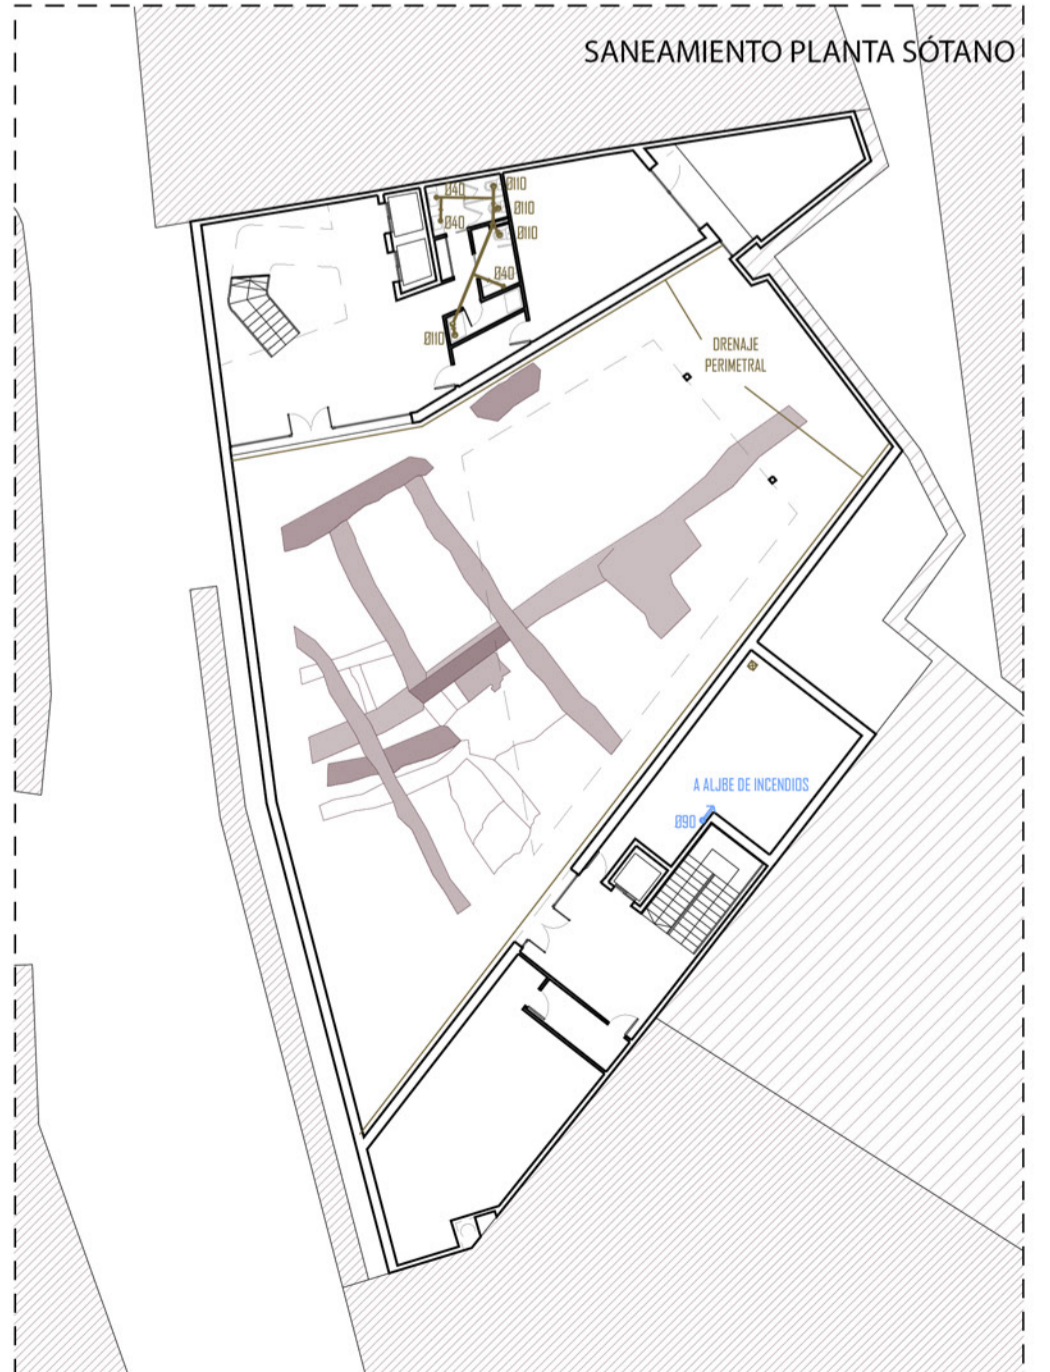 SANEAMIENTO PLANTA SÓTANO
Ø40
Ø110
Ø40
Ø110
Ø110
Ø40
Ø110
DRENAJE
PERIMETRAL
A ALJBE DE INCENDIOS
Ø90